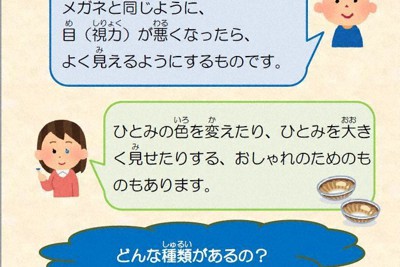 メガネと同じように、
目（視力）が悪くなったら、
よく見えるようにするものです。
ひとみの色を変えたり、ひとみを大き
く見せたりする、おしゃれのためのも
のもあります。
どんな種類があるの？